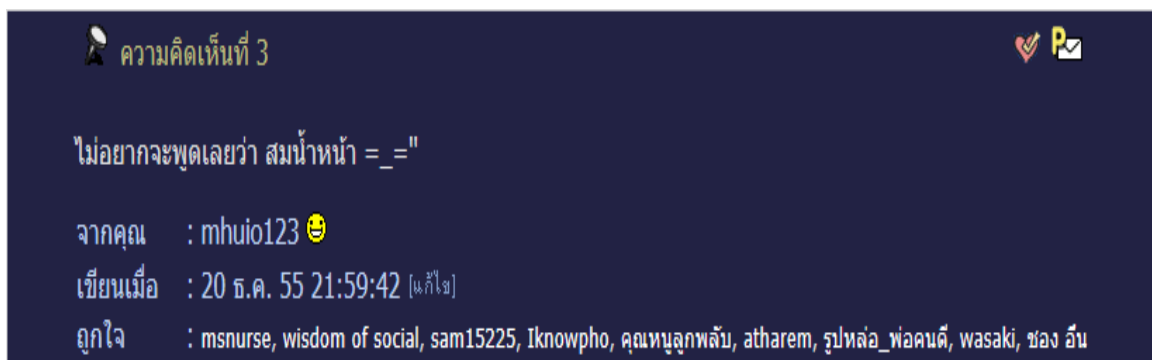 ความคิดเห็นที่ 3
P
ไม่อยากจะพูดเลยว่า สมน้ำหน้า =_="
จากคุณ : mhuio123
เขียนเมื่อ : 20 ธ.ค. 55 21:59:42 [แก้ไข]
ถูกใจ : msnurse, wisdom of social, sam15225, Iknowpho, คุณหนูลูกพลับ, atharem, รูปหล่อ_พ่อคนดี, wasaki, ชอง อึน